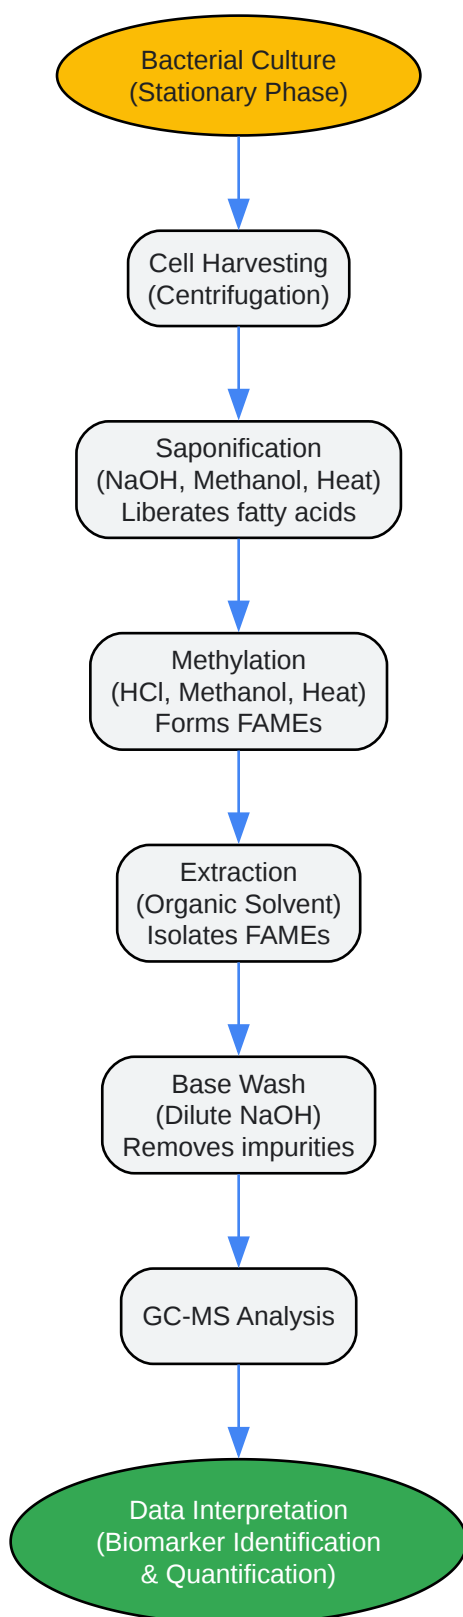 Bacterial Culture
(Stationary Phase)
Cell Harvesting
(Centrifugation)
Saponification
(NaOH, Methanol, Heat)
Liberates fatty acids
Methylation
(HCl, Methanol, Heat)
Forms FAMEs
Extraction
(Organic Solvent)
Isolates FAMEs
Base Wash
(Dilute NaOH)
Removes impurities
GC-MS Analysis
Data Interpretation
(Biomarker Identification
& Quantification)